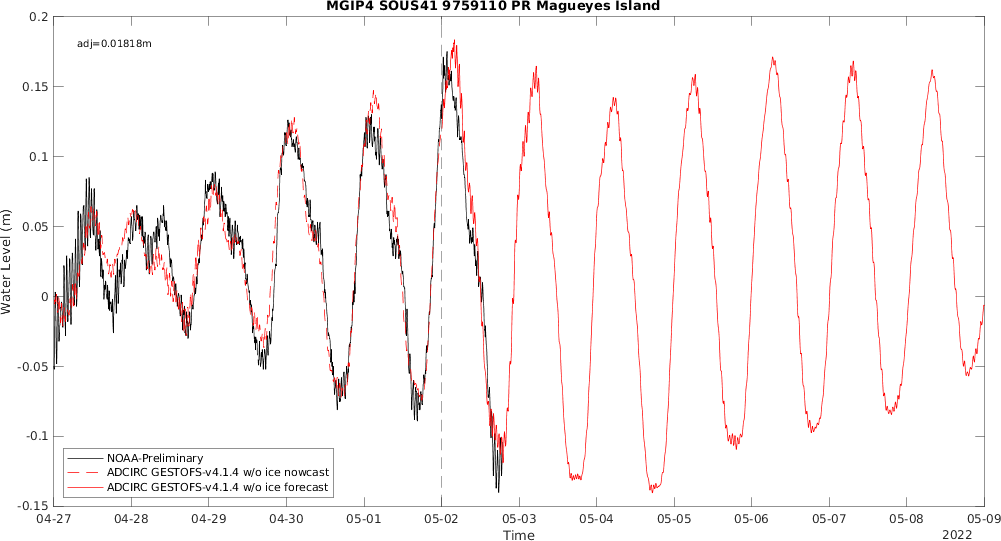 MGIP4 SOUS41 9759110 PR Magueyes Island
adj=0.01818m
0.2
0.15
0.1
0.05
0
-0.05
-0.1
-0.15
Water Level (m)
NOAA-Preliminary
ADCIRC GESTOFS-v4.1.4 w/o ice nowcast
ADCIRC GESTOFS-v4.1.4 w/o ice forecast
04-27 04-28 04-29 04-30 05-01 05-02 05-03 05-04 05-05 05-06 05-07 05-08 05-09
Time
2022